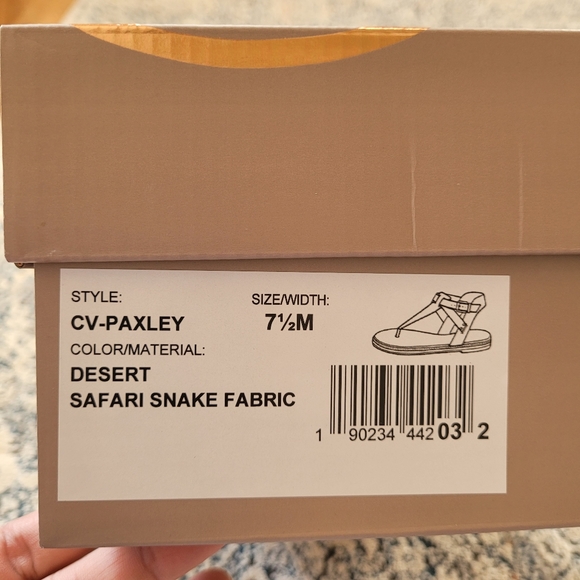 STYLE: SIZE/WIDTH:
CV-PAXLEY 7½M
COLOR/MATERIAL:
DESERT
SAFARI SNAKE FABRIC
1 90234 442 03 2